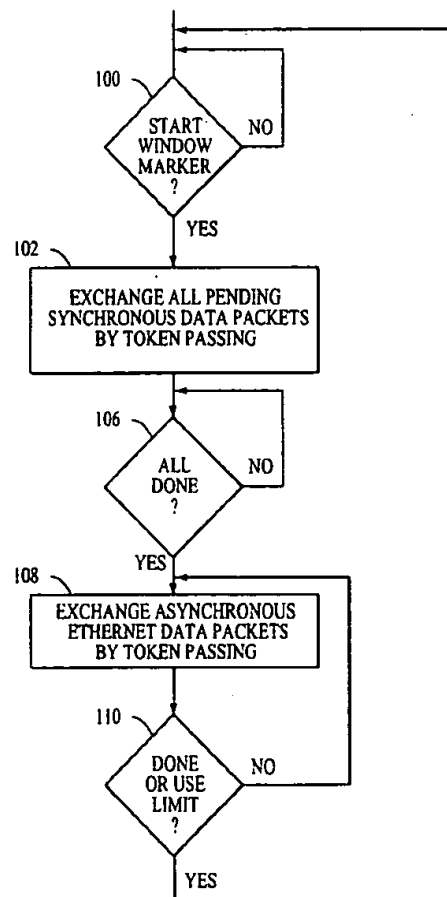 100
START
WINDOW
MARKER
?
NO
YES
102
EXCHANGE ALL PENDING
SYNCHRONOUS DATA PACKETS
BY TOKEN PASSING
106
ALL
DONE
?
NO
YES
108
EXCHANGE ASYNCHRONOUS
ETHERNET DATA PACKETS
BY TOKEN PASSING
110
DONE
OR USE
LIMIT
?
NO
YES